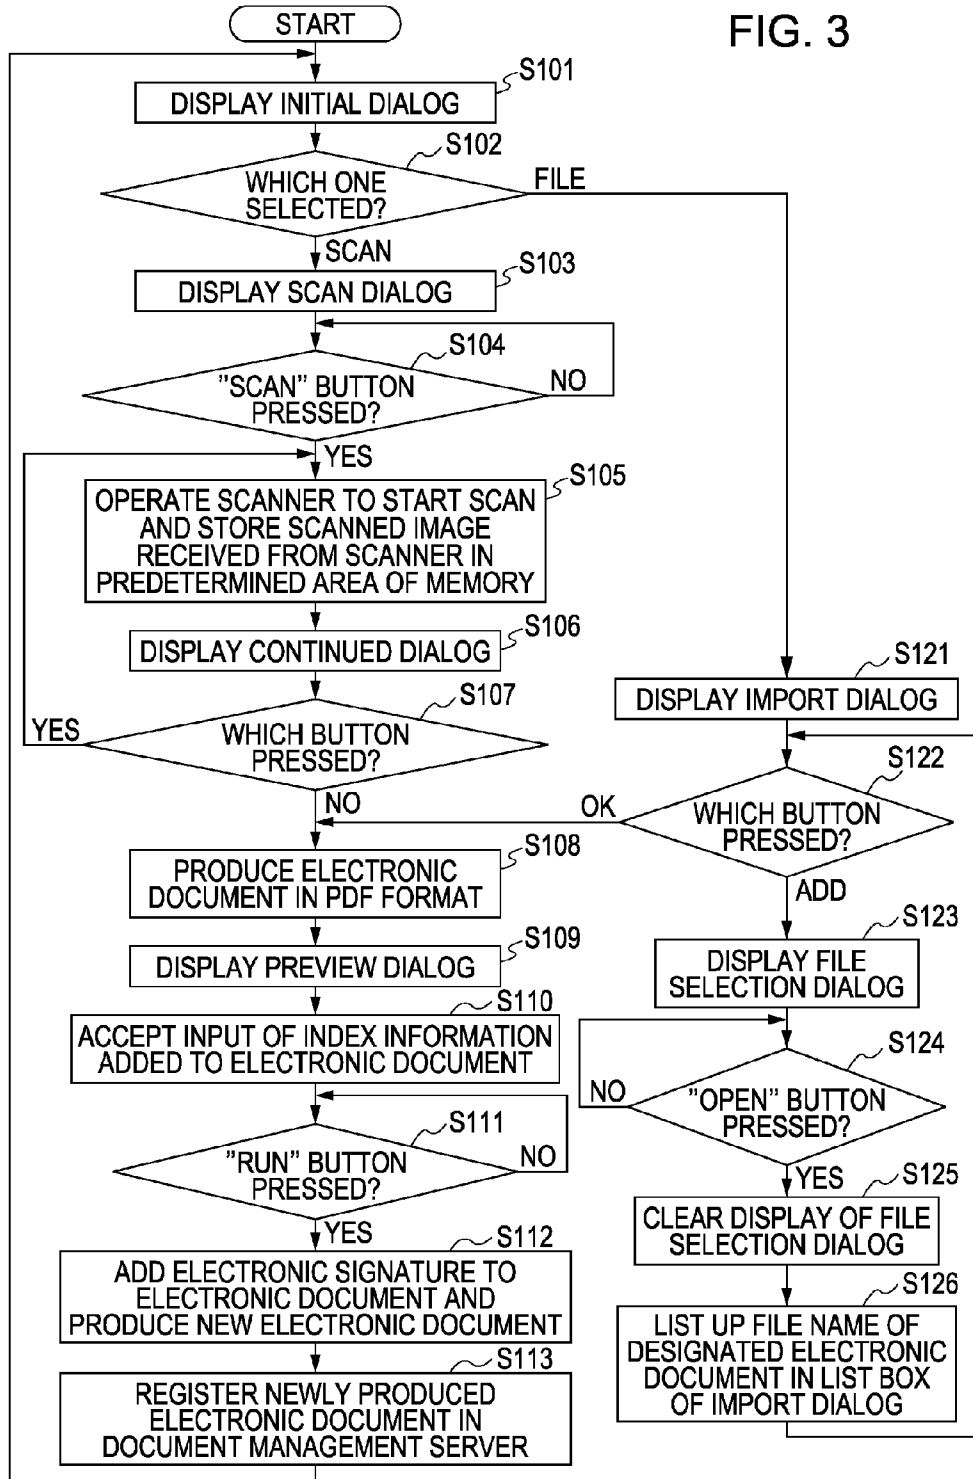 START
FIG. 3
S101
DISPLAY INITIAL DIALOG
S102
WHICH ONE
SELECTED?
FILE
SCAN
S103
DISPLAY SCAN DIALOG
S104
"SCAN" BUTTON
PRESSED?
NO
YES
S105
OPERATE SCANNER TO START SCAN
AND STORE SCANNED IMAGE
RECEIVED FROM SCANNER IN
PREDETERMINED AREA OF MEMORY
S106
DISPLAY CONTINUED DIALOG
S107
WHICH BUTTON
PRESSED?
YES
NO
S108
PRODUCE ELECTRONIC
DOCUMENT IN PDF FORMAT
S109
DISPLAY PREVIEW DIALOG
S110
ACCEPT INPUT OF INDEX INFORMATION
ADDED TO ELECTRONIC DOCUMENT
S111
"RUN" BUTTON
PRESSED?
NO
YES
S112
ADD ELECTRONIC SIGNATURE TO
ELECTRONIC DOCUMENT AND
PRODUCE NEW ELECTRONIC DOCUMENT
S113
REGISTER NEWLY PRODUCED
ELECTRONIC DOCUMENT IN
DOCUMENT MANAGEMENT SERVER
S121
DISPLAY IMPORT DIALOG
S122
WHICH BUTTON
PRESSED?
OK
ADD
S123
DISPLAY FILE
SELECTION DIALOG
S124
"OPEN" BUTTON
PRESSED?
NO
YES
S125
CLEAR DISPLAY OF FILE
SELECTION DIALOG
S126
LIST UP FILE NAME OF
DESIGNATED ELECTRONIC
DOCUMENT IN LIST BOX
OF IMPORT DIALOG